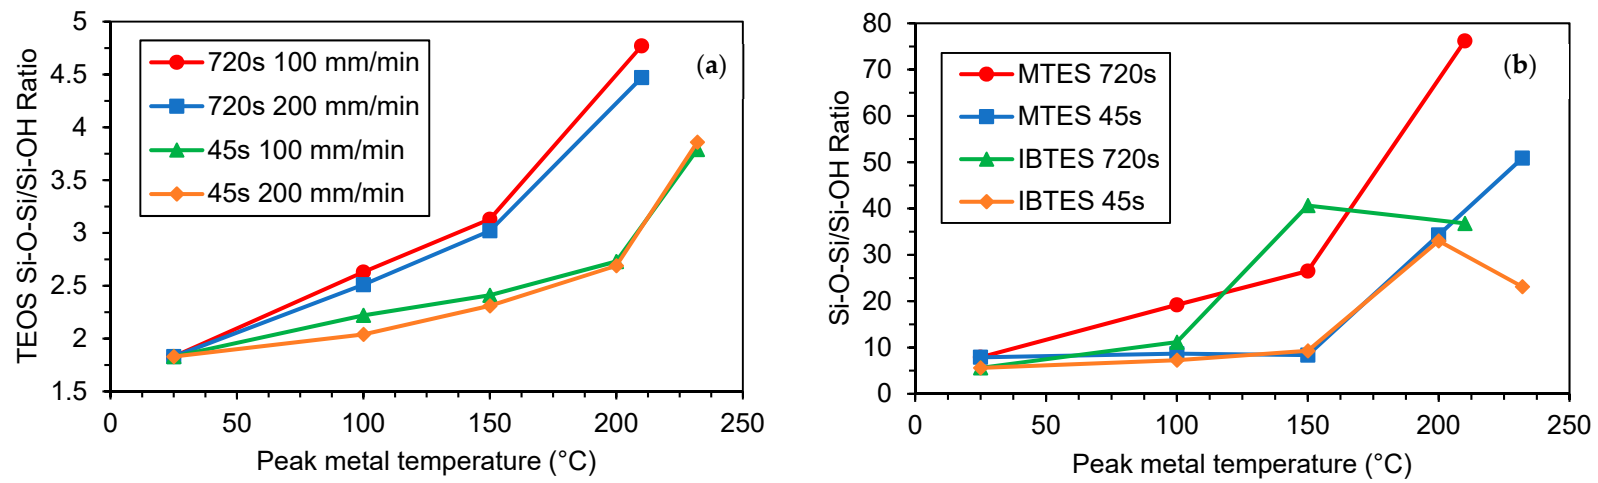 TEOS Si-O-Si/Si-OH Ratio
5
4.5
4
3.5
3
2.5
2
1.5
720s 100 mm/min
720s 200 mm/min
45s 100 mm/min
45s 200 mm/min
(a)
0
50
100
150
200
250
Peak metal temperature (°C)
Si-O-Si/Si-OH Ratio
80
70
60
50
40
30
20
10
0
MTES 720s
MTES 45s
IBTES 720s
IBTES 45s
(b)
0
50
100
150
200
250
Peak metal temperature (°C)